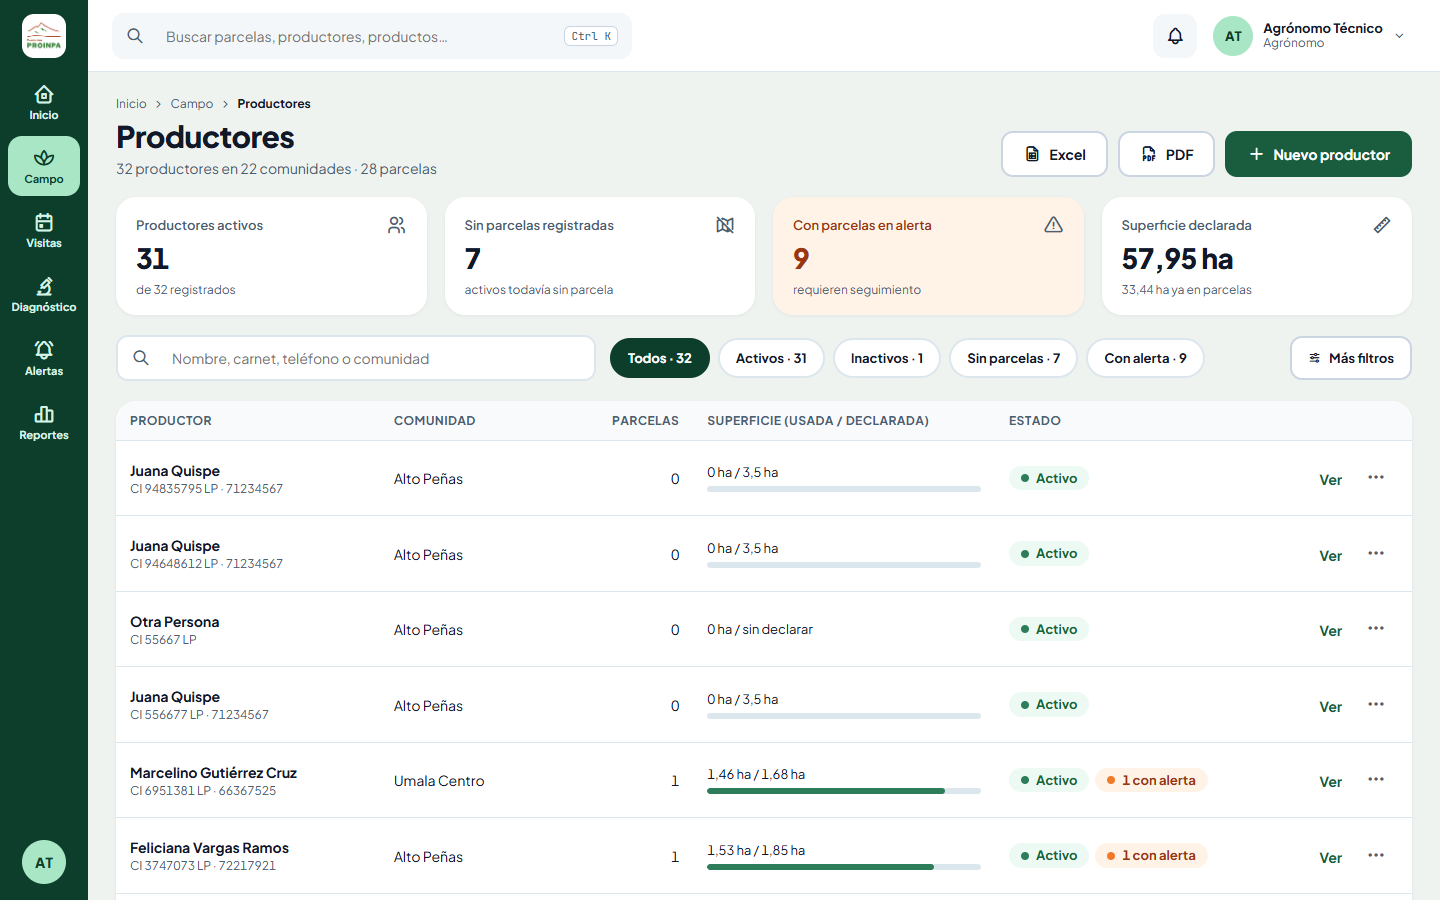 PROINPA
Buscar parcelas, productores, productos...
Ctrl K
AT
Agrónomo Técnico
Agrónomo
Inicio
Campo
Visitas
Diagnóstico
Alertas
Reportes
AT
Inicio > Campo > Productores
Productores
32 productores en 22 comunidades · 28 parcelas
Excel
PDF
+ Nuevo productor
Productores activos
31
de 32 registrados
Sin parcelas registradas
7
activos todavía sin parcela
Con parcelas en alerta
9
requieren seguimiento
Superficie declarada
57,95 ha
33,44 ha ya en parcelas
Nombre, carnet, teléfono o comunidad
Todos · 32
Activos · 31
Inactivos · 1
Sin parcelas · 7
Con alerta · 9
Más filtros
PRODUCTOR COMUNIDAD PARCELAS SUPERFICIE (USADA / DECLARADA) ESTADO
Juana Quispe
CI 94835795 LP · 71234567
Alto Peñas 0 0 ha / 3,5 ha Activo Ver ...
Juana Quispe
CI 94648612 LP · 71234567
Alto Peñas 0 0 ha / 3,5 ha Activo Ver ...
Otra Persona
CI 55667 LP
Alto Peñas 0 0 ha / sin declarar Activo Ver ...
Juana Quispe
CI 556677 LP · 71234567
Alto Peñas 0 0 ha / 3,5 ha Activo Ver ...
Marcelino Gutiérrez Cruz
CI 6951381 LP · 66367525
Umala Centro 1 1,46 ha / 1,68 ha Activo 1 con alerta Ver ...
Feliciana Vargas Ramos
CI 3747073 LP · 72217921
Alto Peñas 1 1,53 ha / 1,85 ha Activo 1 con alerta Ver ...